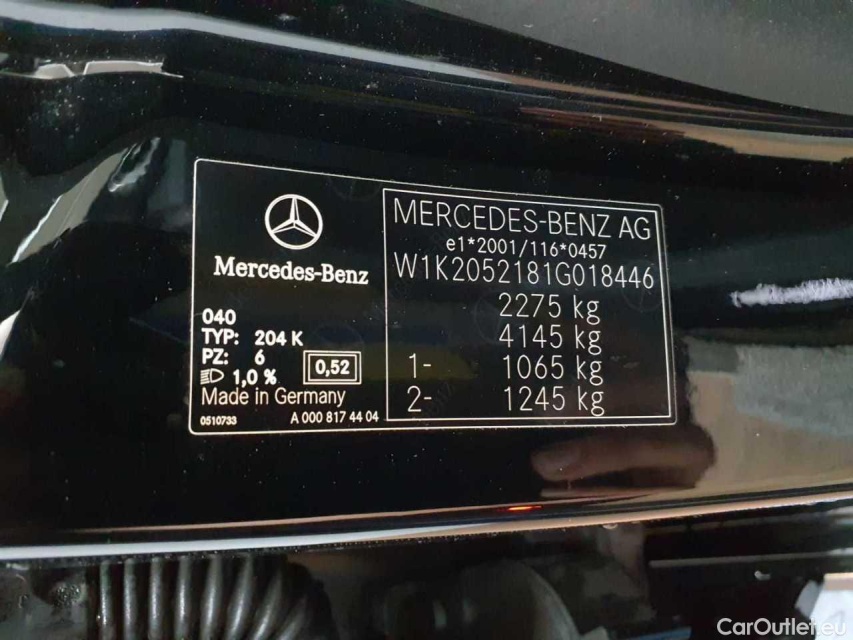 Mercedes-Benz
040
TYP: 204 K
PZ: 6
0,52
1,0 %
Made in Germany
0510733 A 000 817 44 04
MERCEDES-BENZ AG
e1*2001/116*0457
W1K2052181G018446
2275 kg
4145 kg
1- 1065 kg
2- 1245 kg
CarOutlet.eu